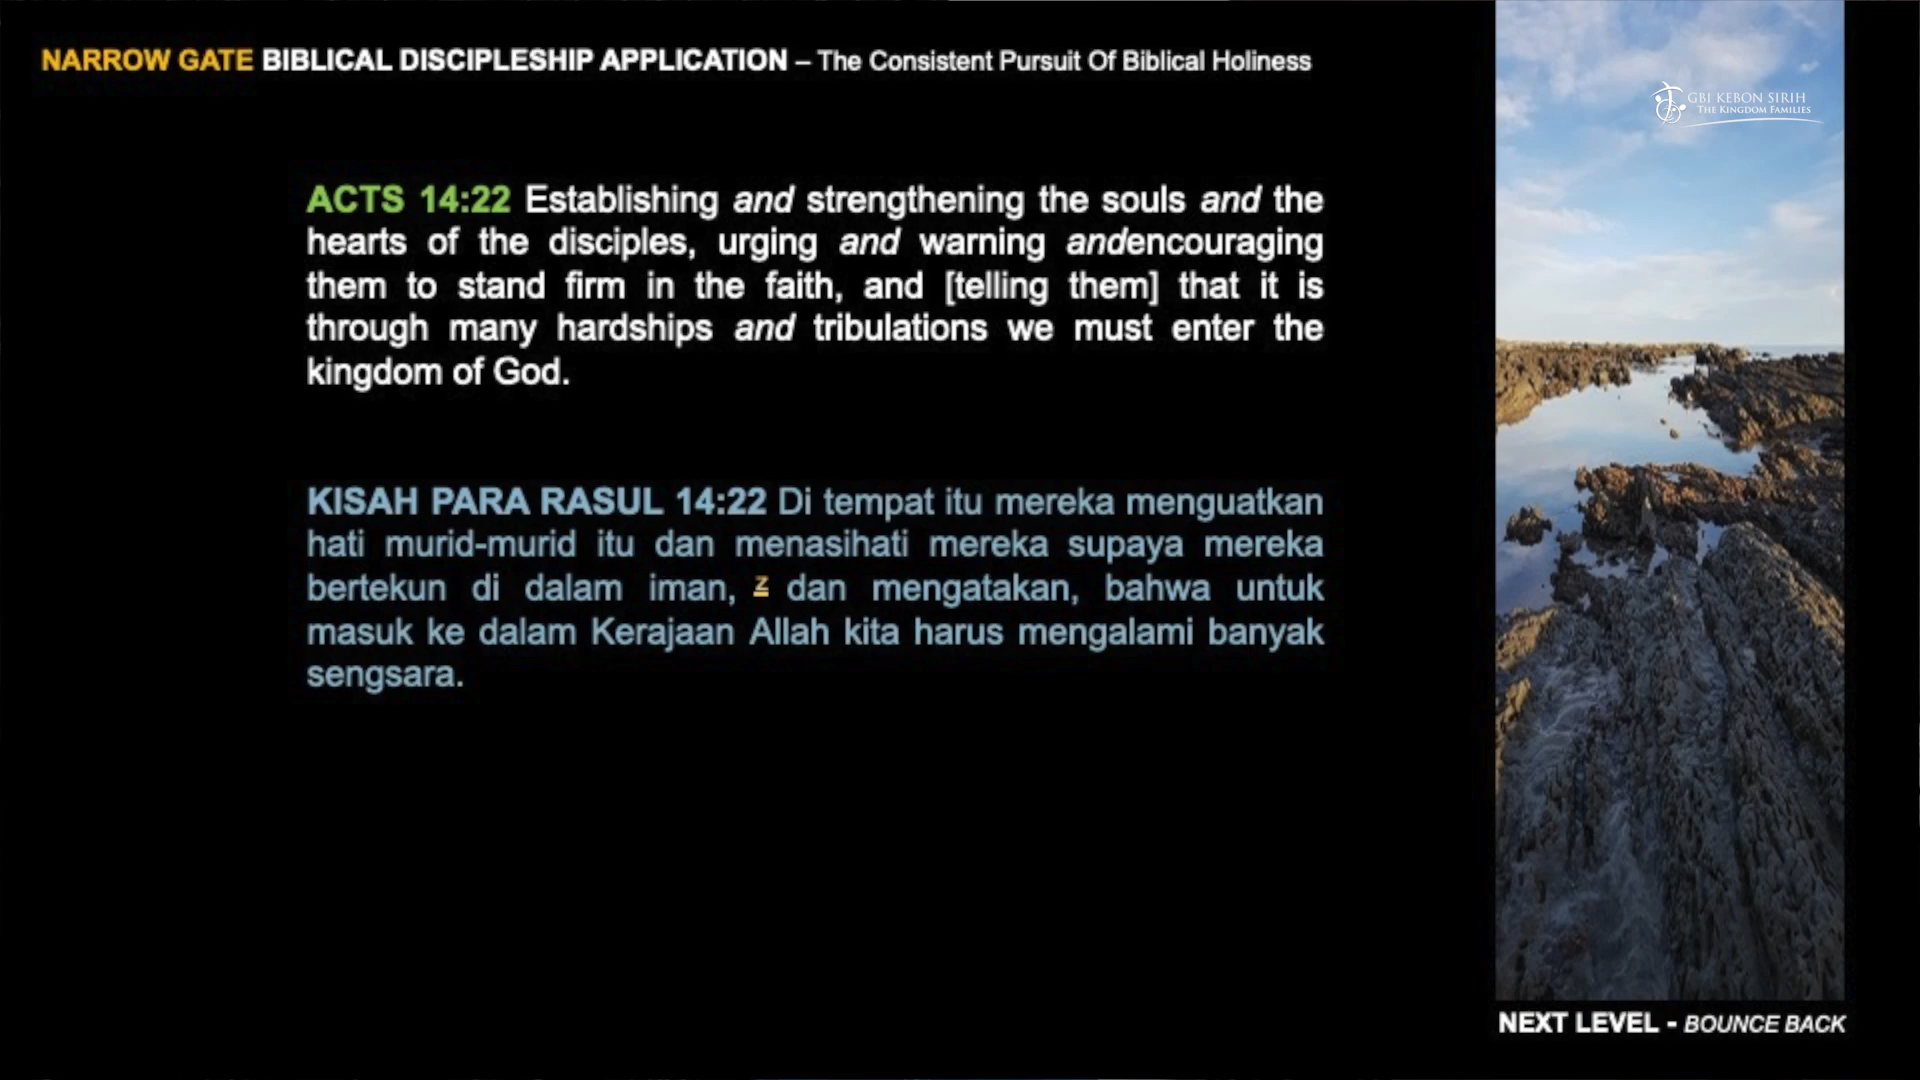 NARROW GATE BIBLICAL DISCIPLESHIP APPLICATION – The Consistent Pursuit Of Biblical Holiness
GBI KEBON SIRIH
THE KINGDOM FAMILIES
ACTS 14:22 Establishing and strengthening the souls and the
hearts of the disciples, urging and warning andencouraging
them to stand firm in the faith, and [telling them] that it is
through many hardships and tribulations we must enter the
kingdom of God.
KISAH PARA RASUL 14:22 Di tempat itu mereka menguatkan
hati murid-murid itu dan menasihati mereka supaya mereka
bertekun di dalam iman, z dan mengatakan, bahwa untuk
masuk ke dalam Kerajaan Allah kita harus mengalami banyak
sengsara.
NEXT LEVEL - BOUNCE BACK